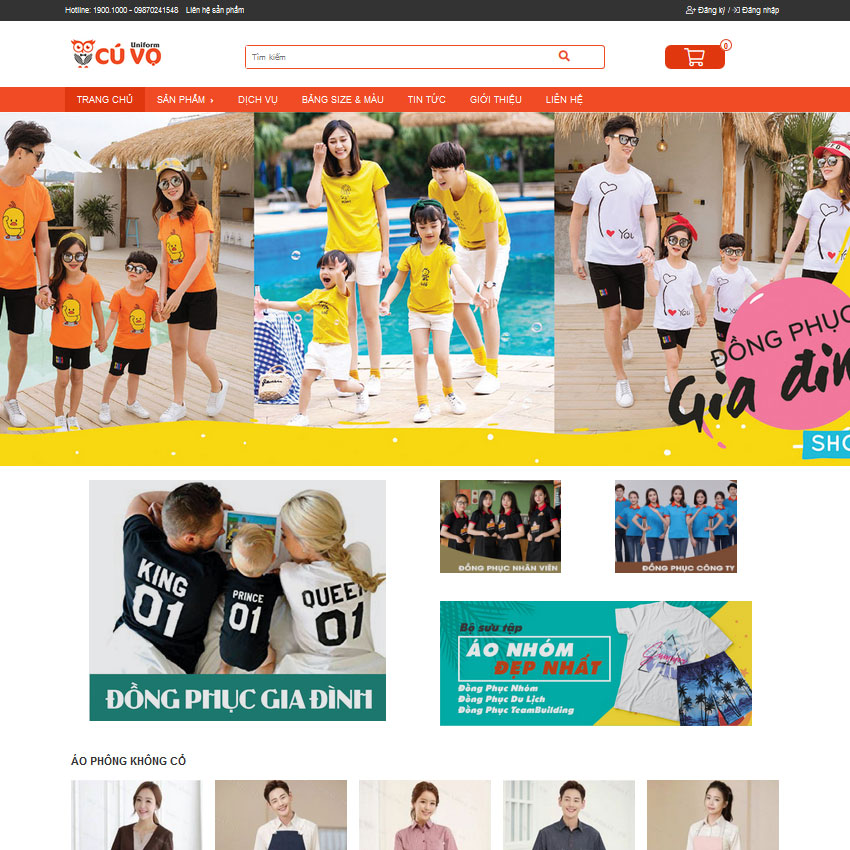 Hotline: 1900.1000 - 09870241548 Liên hệ sản phẩm
Đăng ký / Đăng nhập
Uniform
CÚ VỌ
Tìm kiếm
0
TRANG CHỦ SẢN PHẨM › DỊCH VỤ BẢNG SIZE & MÀU TIN TỨC GIỚI THIỆU LIÊN HỆ
YOU
YOU
YOU
ĐỒNG PHỤC
Gia đìn
SHO
KING
01
PRINCE
01
QUEEN
01
ĐỒNG PHỤC GIA ĐÌNH
ĐỒNG PHỤC NHÂN VIÊN
ĐỒNG PHỤC CÔNG TY
Bộ sưu tập
ÁO NHÓM
ĐẸP NHẤT
Đồng Phục Nhóm
Đồng Phục Du Lịch
Đồng Phục TeamBuilding
Summer
ÁO PHÔNG KHÔNG CỔ